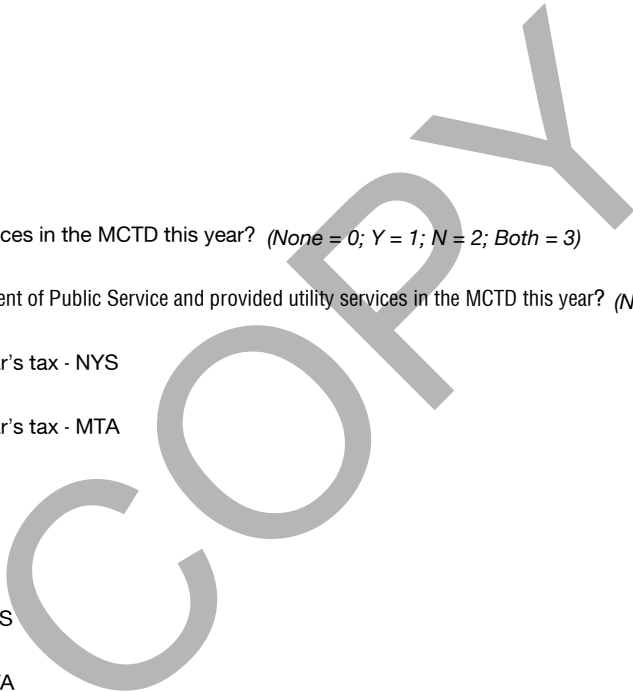 ces in the MCTD this year? (None = 0; Y = 1; N = 2; Both = 3)
ent of Public Service and provided utility services in the MCTD this year? (N
r's tax - NYS
r's tax - MTA
S
TA
COPY